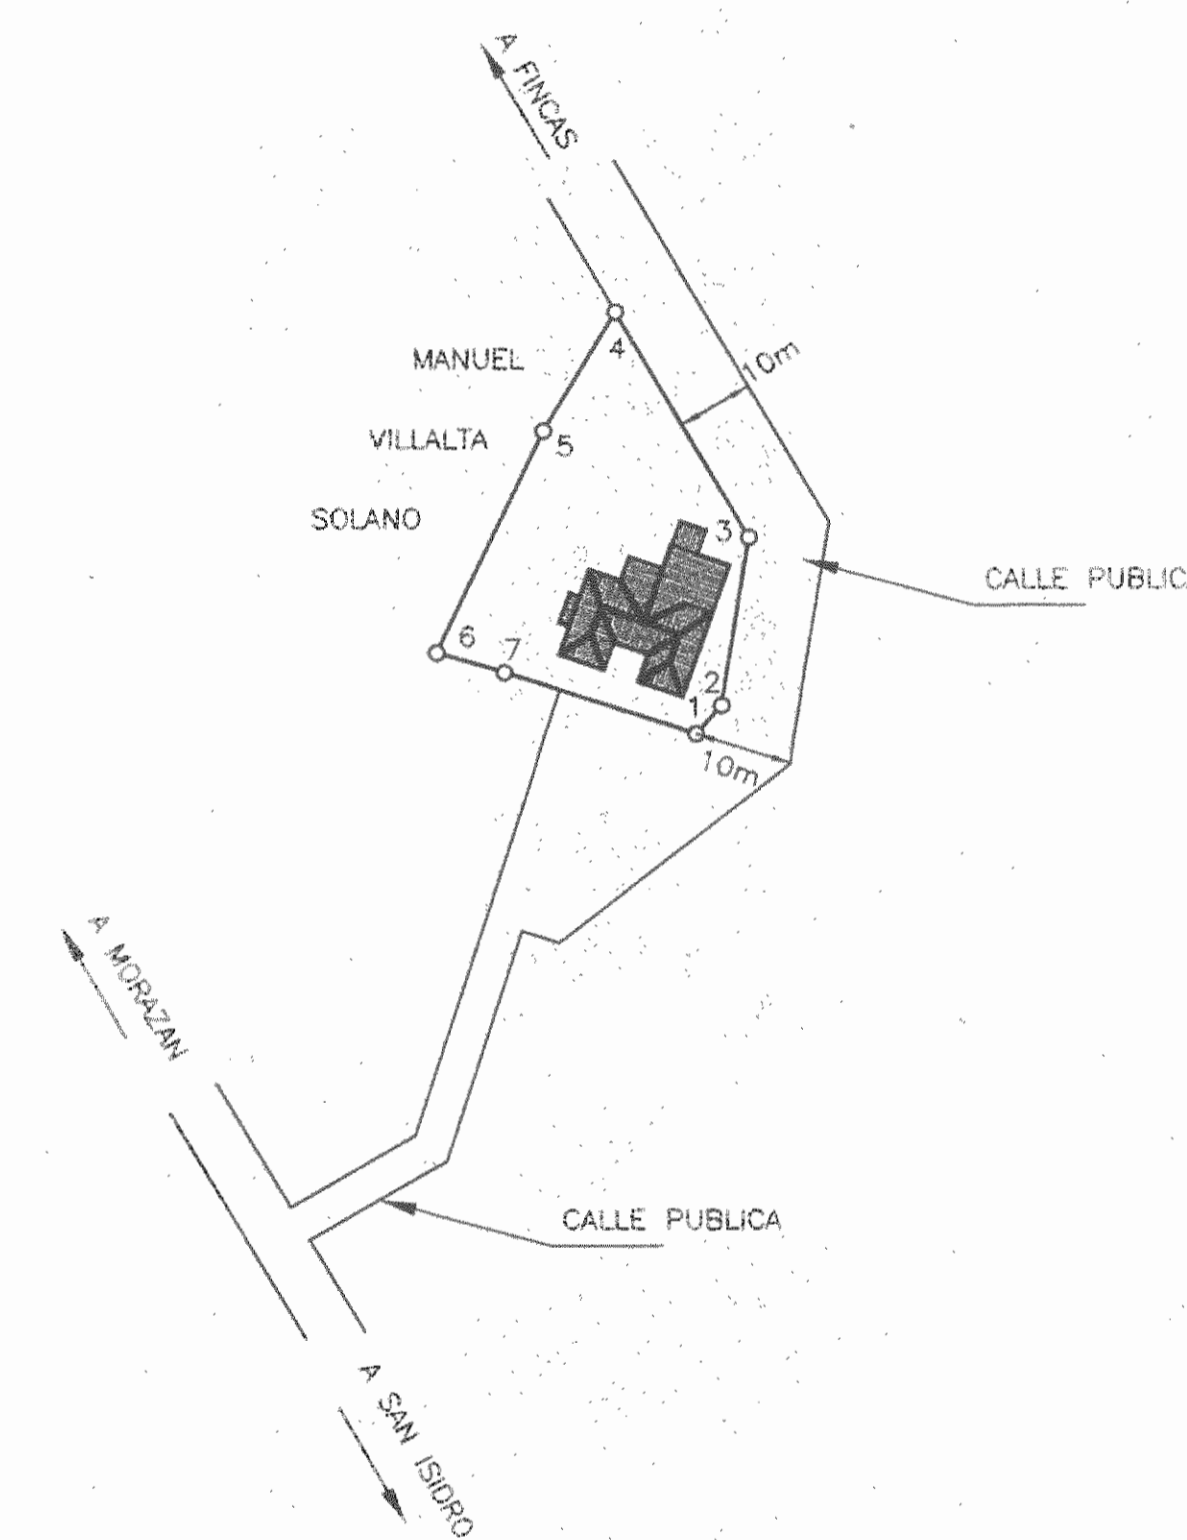 A FINCAS
4
MANUEL
10m
VILLALTA
5
SOLANO
3
CALLE PUBLIC
6
7
2
1
10m
A MORAZAN
CALLE PUBLICA
A SAN ISIDRO